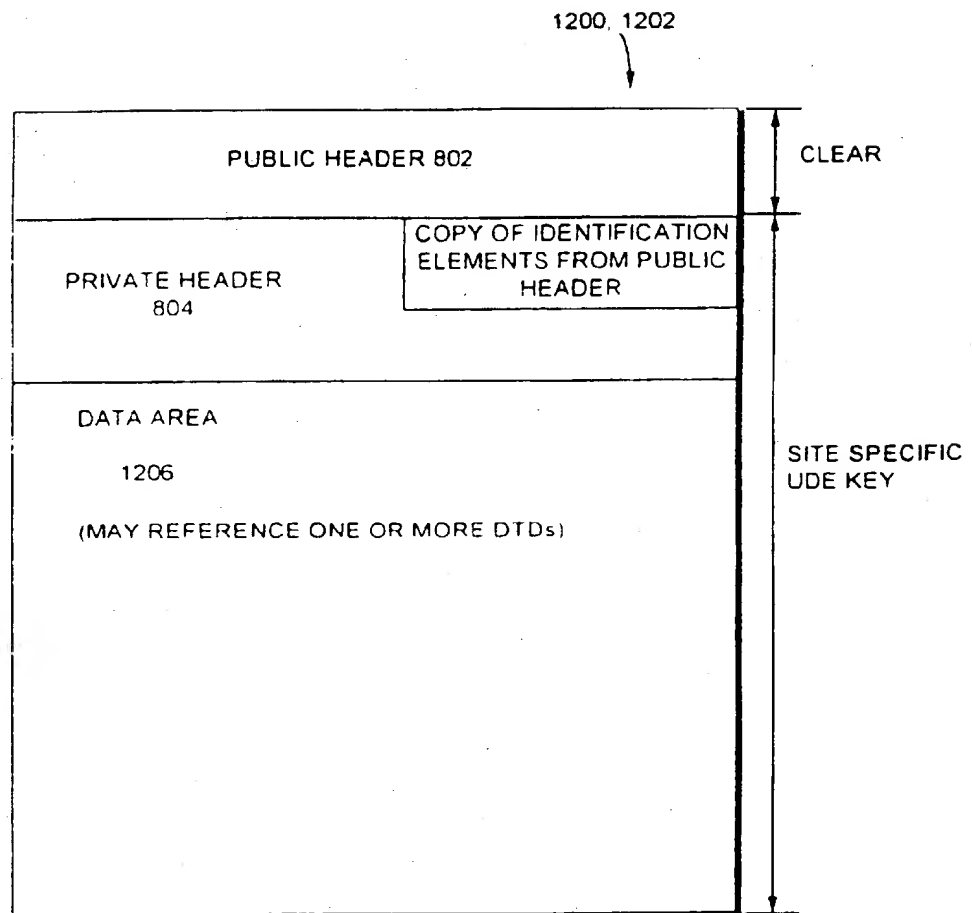 1200, 1202
PUBLIC HEADER 802
CLEAR
COPY OF IDENTIFICATION
ELEMENTS FROM PUBLIC
HEADER
PRIVATE HEADER
804
DATA AREA
1206
(MAY REFERENCE ONE OR MORE DTDs)
SITE SPECIFIC
UDE KEY